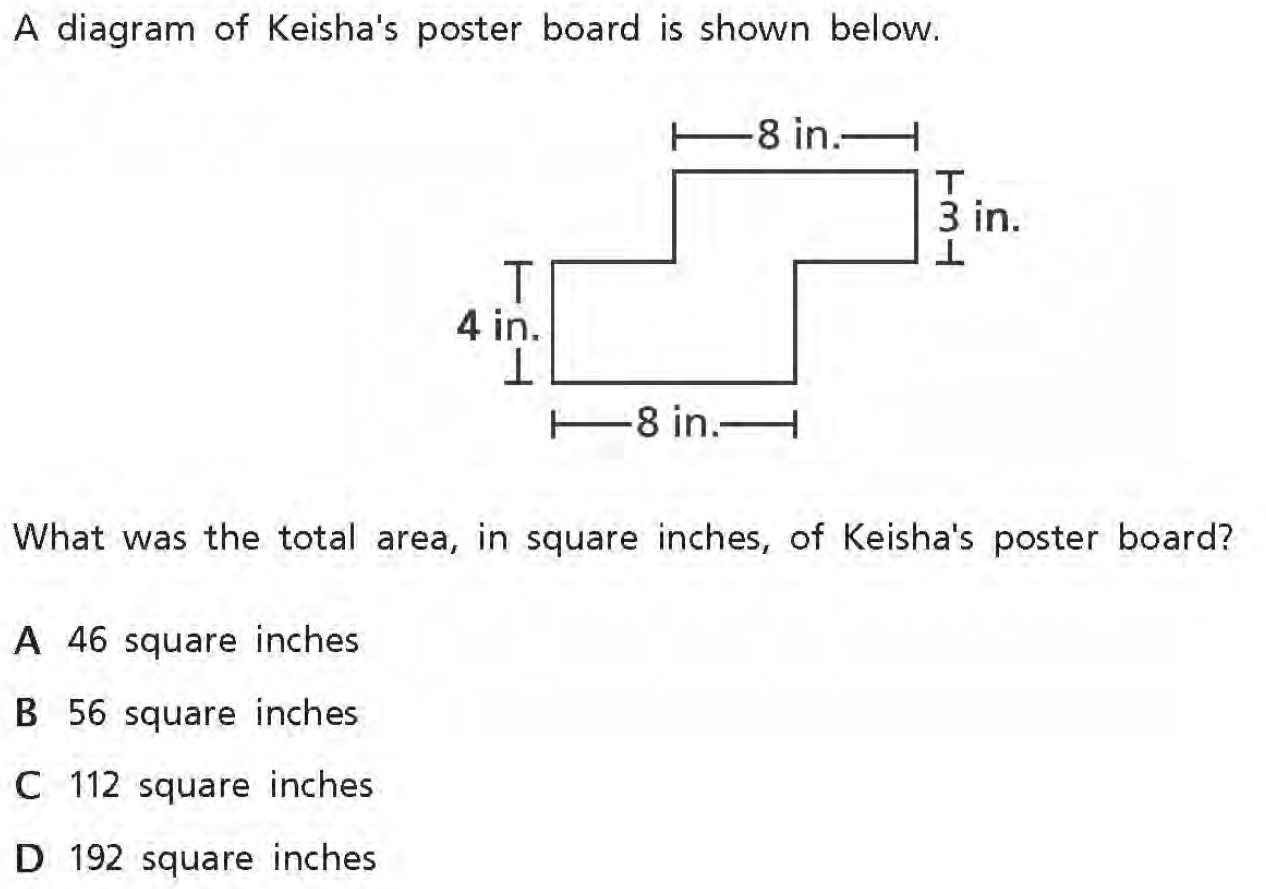 A diagram of Keisha's poster board is shown below.
8 in.
3 in.
4 in.
8 in.
What was the total area, in square inches, of Keisha's poster board?
A 46 square inches
B 56 square inches
C 112 square inches
D 192 square inches